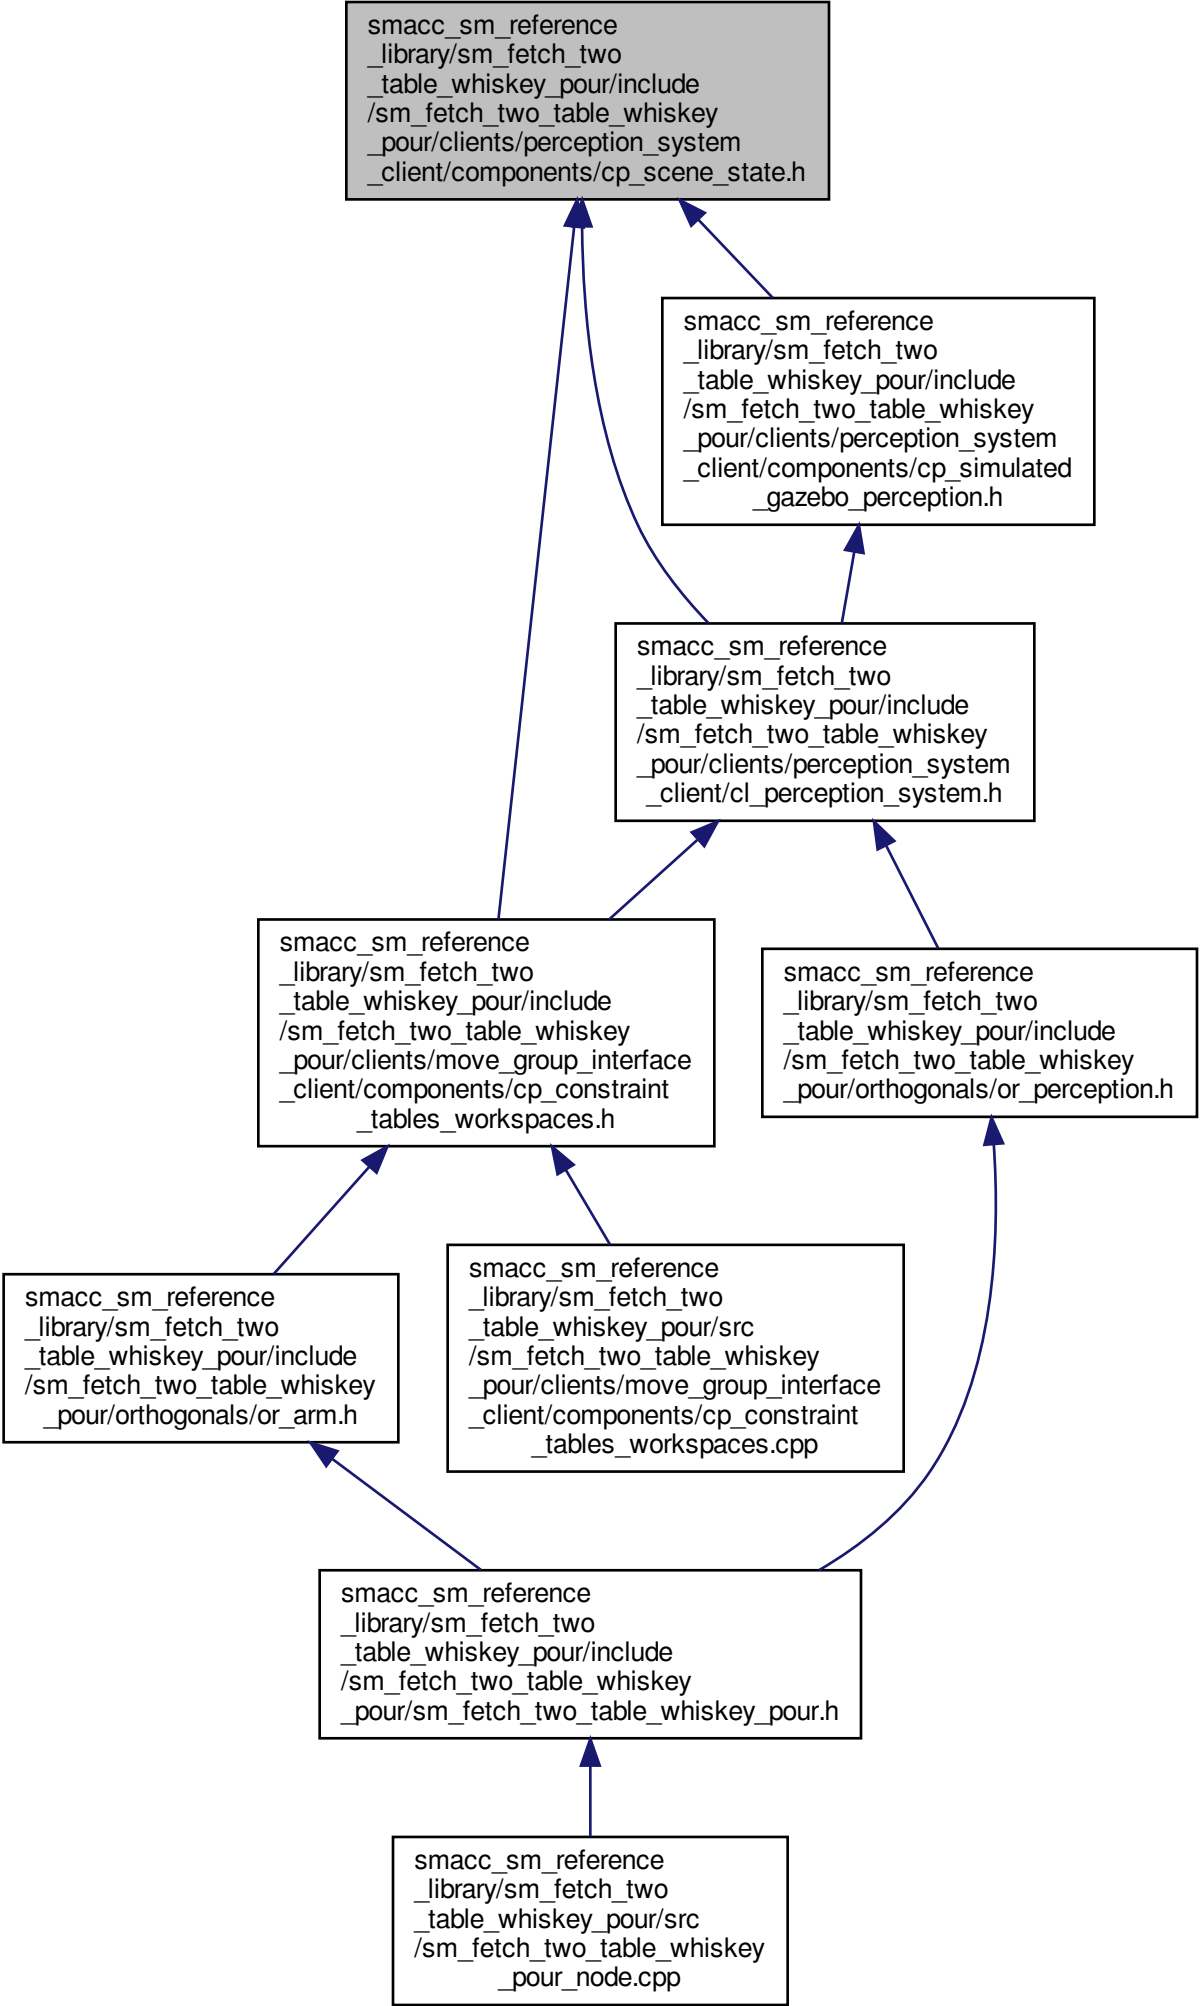 smacc_sm_reference
_library/sm_fetch_two
_table_whiskey_pour/include
/sm_fetch_two_table_whiskey
_pour/clients/perception_system
_client/components/cp_scene_state.h
smacc_sm_reference
_library/sm_fetch_two
_table_whiskey_pour/include
/sm_fetch_two_table_whiskey
_pour/clients/perception_system
_client/components/cp_simulated
_gazebo_perception.h
smacc_sm_reference
_library/sm_fetch_two
_table_whiskey_pour/include
/sm_fetch_two_table_whiskey
_pour/clients/perception_system
_client/cl_perception_system.h
smacc_sm_reference
_library/sm_fetch_two
_table_whiskey_pour/include
/sm_fetch_two_table_whiskey
_pour/clients/move_group_interface
_client/components/cp_constraint
_tables_workspaces.h
smacc_sm_reference
_library/sm_fetch_two
_table_whiskey_pour/include
/sm_fetch_two_table_whiskey
_pour/orthogonals/or_perception.h
smacc_sm_reference
_library/sm_fetch_two
_table_whiskey_pour/include
/sm_fetch_two_table_whiskey
_pour/orthogonals/or_arm.h
smacc_sm_reference
_library/sm_fetch_two
_table_whiskey_pour/src
/sm_fetch_two_table_whiskey
_pour/clients/move_group_interface
_client/components/cp_constraint
_tables_workspaces.cpp
smacc_sm_reference
_library/sm_fetch_two
_table_whiskey_pour/include
/sm_fetch_two_table_whiskey
_pour/sm_fetch_two_table_whiskey_pour.h
smacc_sm_reference
_library/sm_fetch_two
_table_whiskey_pour/src
/sm_fetch_two_table_whiskey
_pour_node.cpp